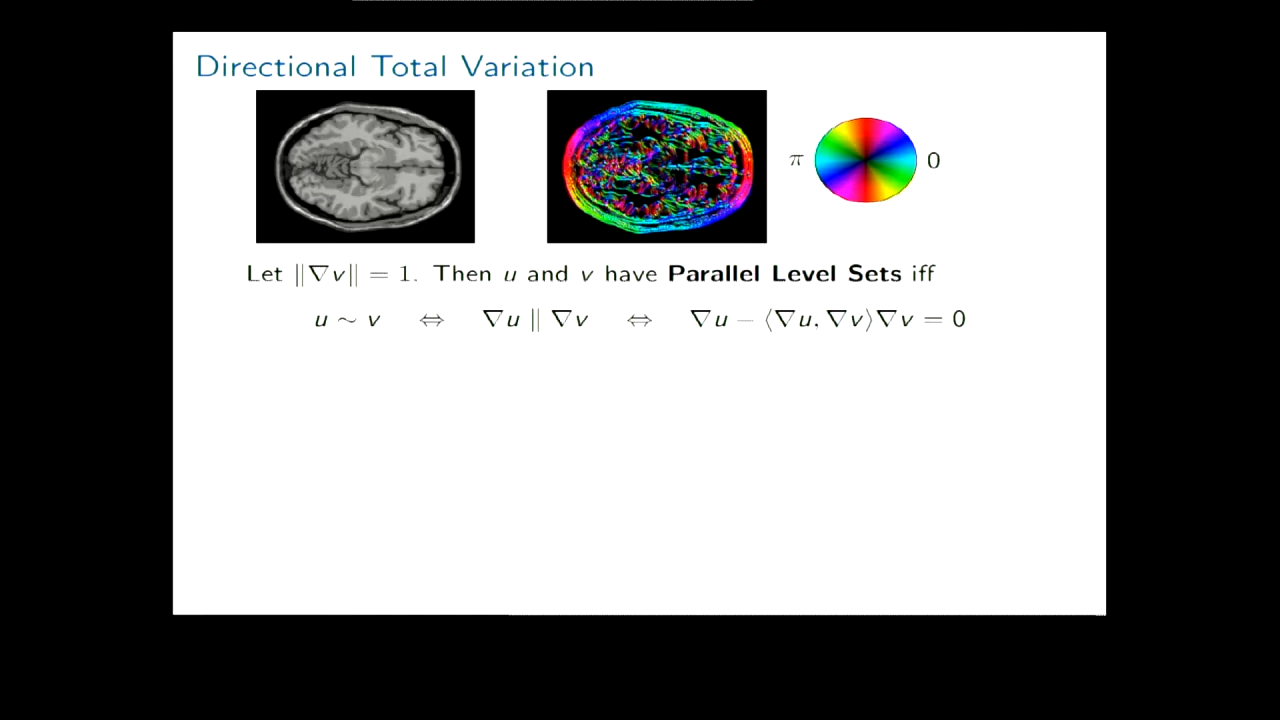 Directional Total Variation
π 0
Let ‖∇v‖ = 1. Then u and v have Parallel Level Sets iff
u ∼ v ⇔ ∇u ∥ ∇v ⇔ ∇u − ⟨∇u, ∇v⟩∇v = 0